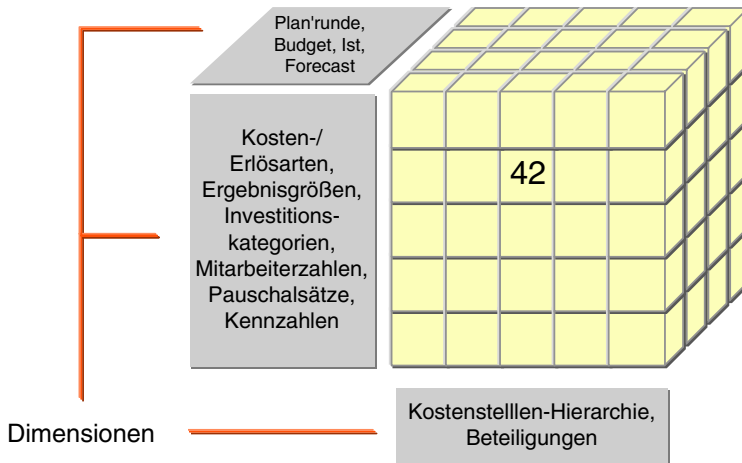 Plan'runde,
Budget, Ist,
Forecast
Kosten-/
Erlösarten,
Ergebnisgrößen,
Investitions-
kategorien,
Mitarbeiterzahlen,
Pauschalsätze,
Kennzahlen
42
Dimensionen
Kostenstelllen-Hierarchie,
Beteiligungen